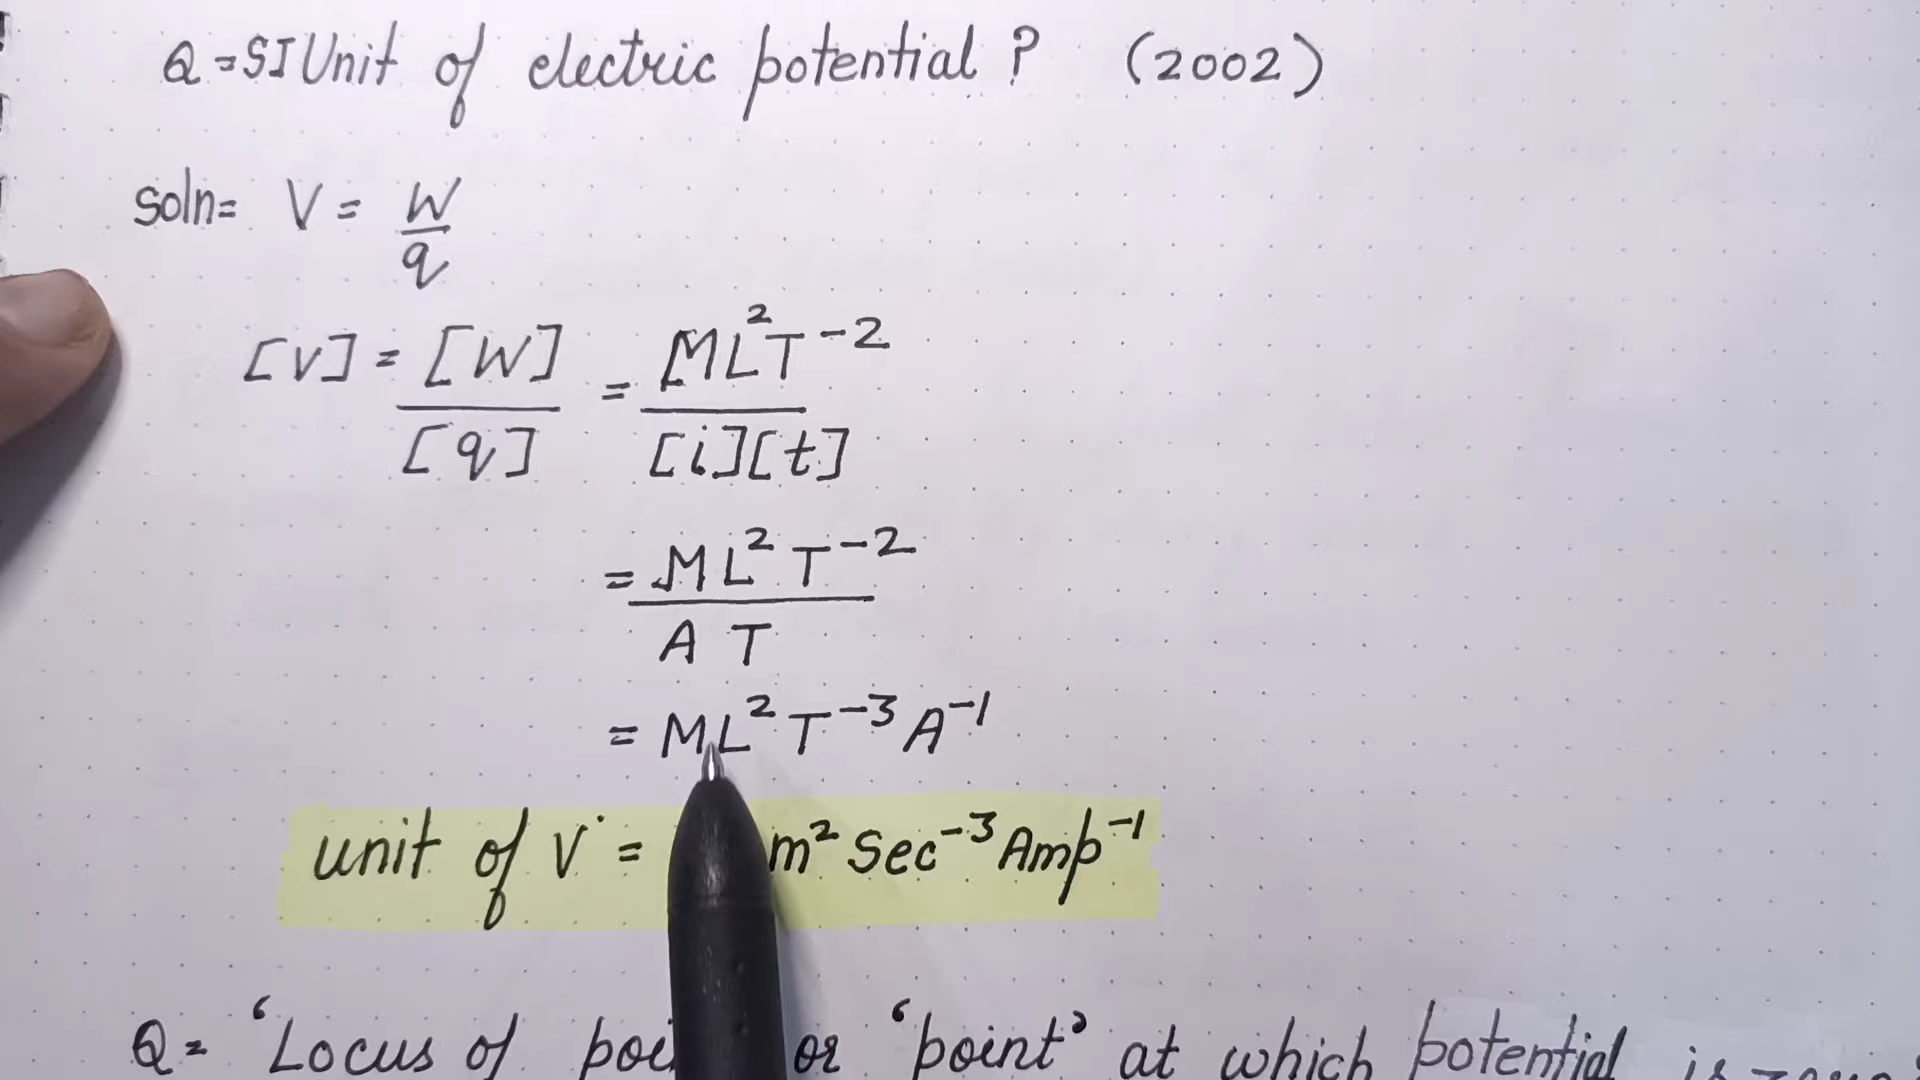 Q = SI Unit of electric potential ? (2002)
Soln = V = W/q
[V] = [W]/[q] = [ML²T⁻²/[i][t]
= ML²T⁻²/A T
= ML²T⁻³A⁻¹
unit of V = m² Sec⁻³ Amp⁻¹
Q = ‘Locus of or ‘point’ at which potential is